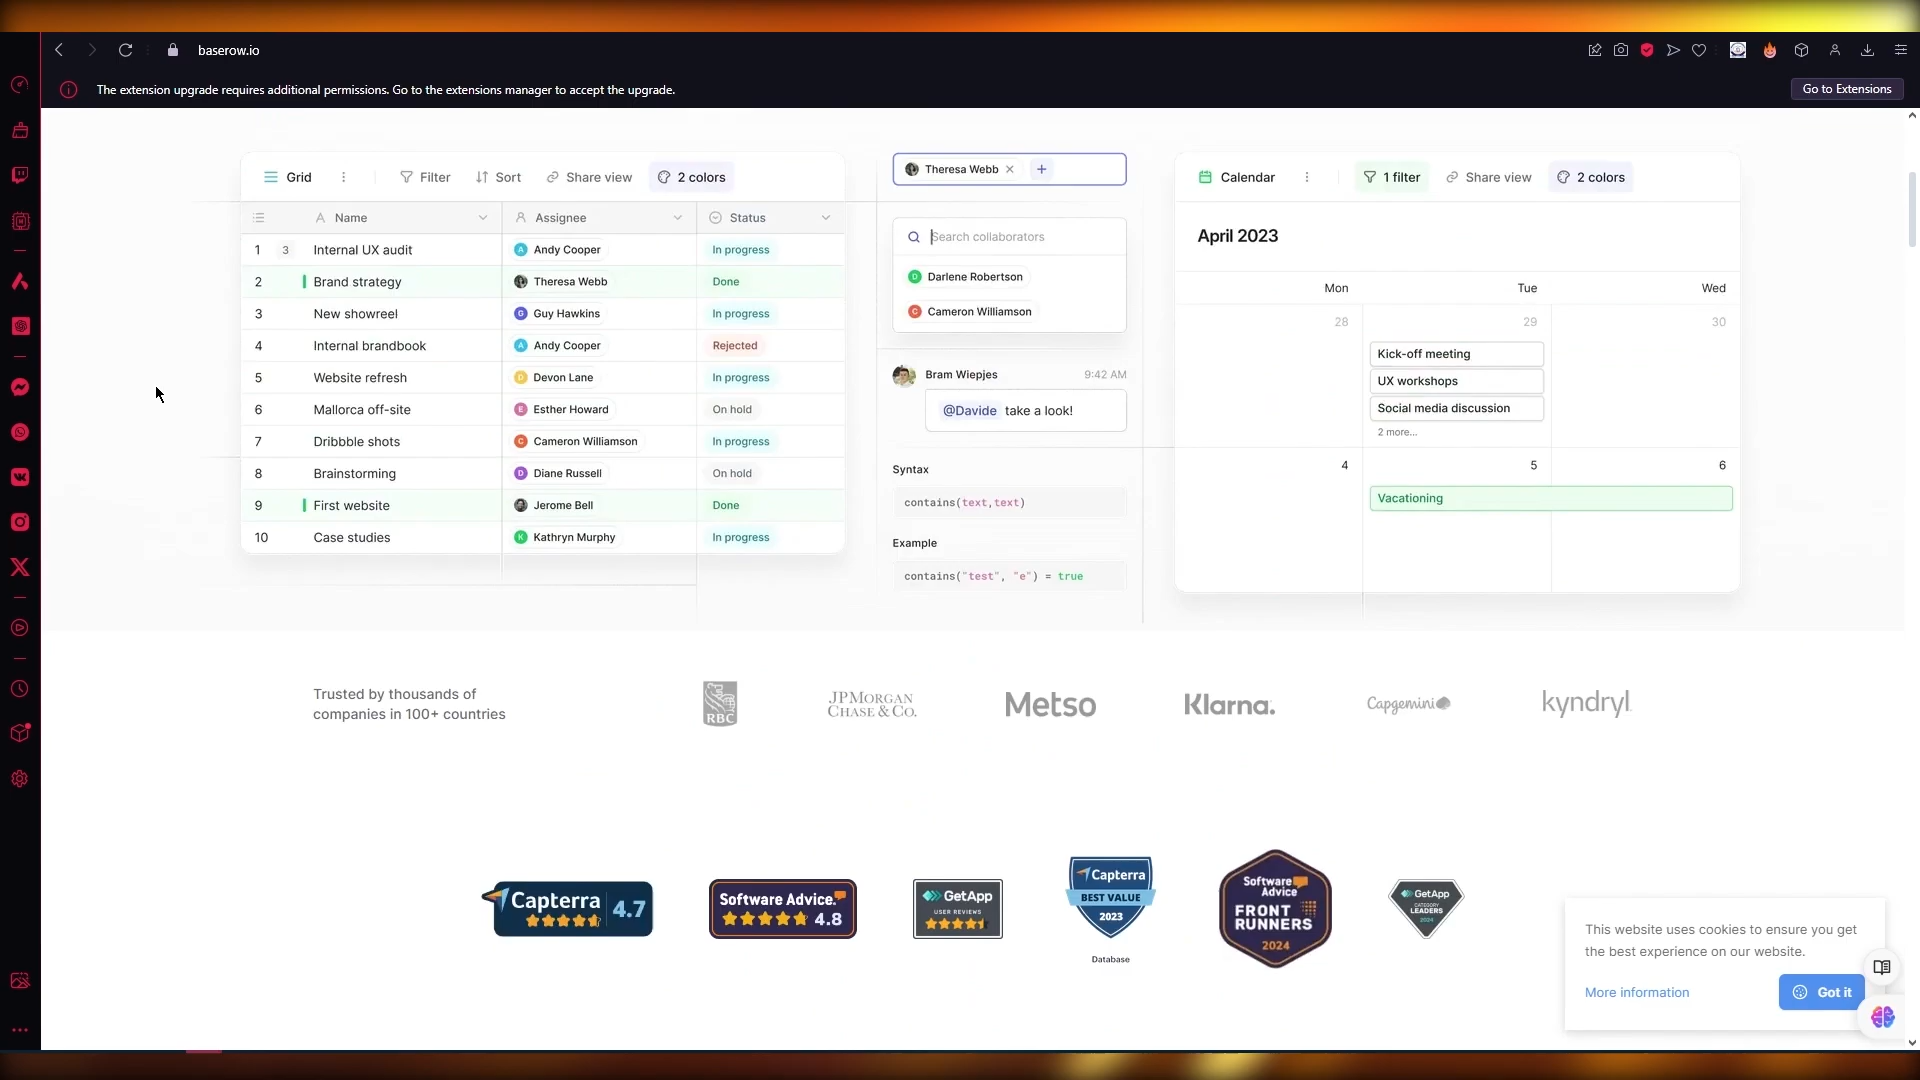 baserow.io
The extension upgrade requires additional permissions. Go to the extensions manager to accept the upgrade.
Go to Extensions
Grid
Filter
Sort
Share view
2 colors
Name
Assignee
Status
1 3 Internal UX audit Andy Cooper In progress
2 Brand strategy Theresa Webb Done
3 New showreel Guy Hawkins In progress
4 Internal brandbook Andy Cooper Rejected
5 Website refresh Devon Lane In progress
6 Mallorca off-site Esther Howard On hold
7 Dribbble shots Cameron Williamson In progress
8 Brainstorming Diane Russell On hold
9 First website Jerome Bell Done
10 Case studies Kathryn Murphy In progress
Theresa Webb
Search collaborators
Darlene Robertson
Cameron Williamson
Bram Wiepjes 9:42 AM
@Davide take a look!
Syntax
contains(text,text)
Example
contains("test", "e") = true
Calendar
1 filter
Share view
2 colors
April 2023
Mon Tue Wed
28 29 30
Kick-off meeting
UX workshops
Social media discussion
2 more...
4 5 6
Vacationing
Trusted by thousands of
companies in 100+ countries
RBC
JPMORGAN
CHASE & CO.
Metso
Klarna.
Capgemini
kyndryl
Capterra 4.7
Software Advice.
4.8
GetApp
USER REVIEWS
Capterra
BEST VALUE
2023
Database
Software
Advice
FRONT
RUNNERS
2024
GetApp
CATEGORY
LEADERS
2024
This website uses cookies to ensure you get
the best experience on our website.
More information
Got it